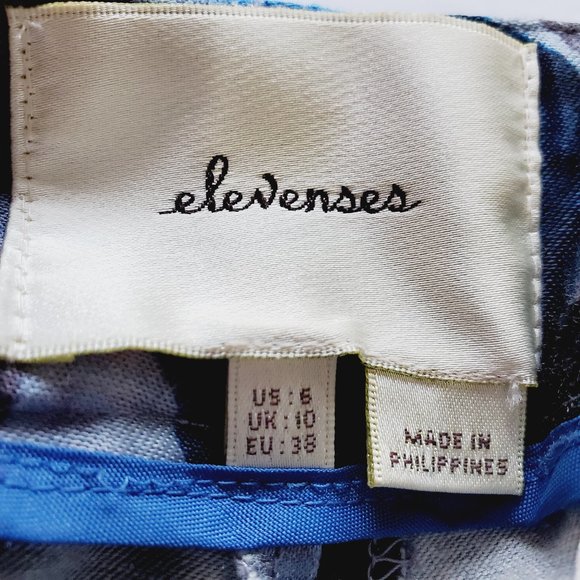 elevenses
US: 6
UK: 10
EU: 38
MADE IN
PHILIPPINES